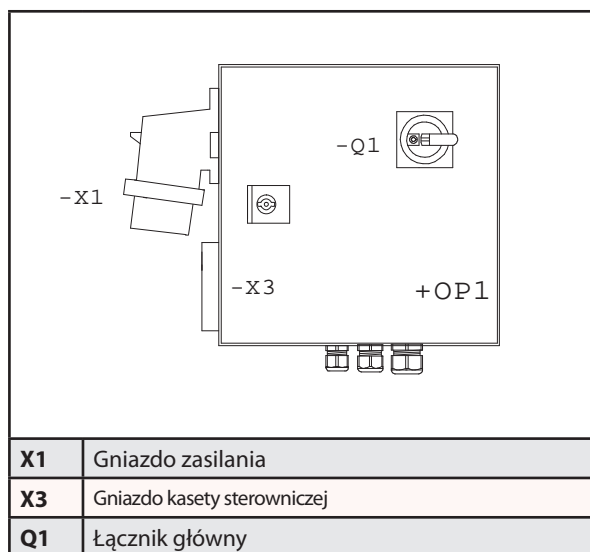 -Q1
-X1
-X3
+OP1
X1 Gniazdo zasilania
X3 Gniazdo kasety sterowniczej
Q1 Łącznik główny